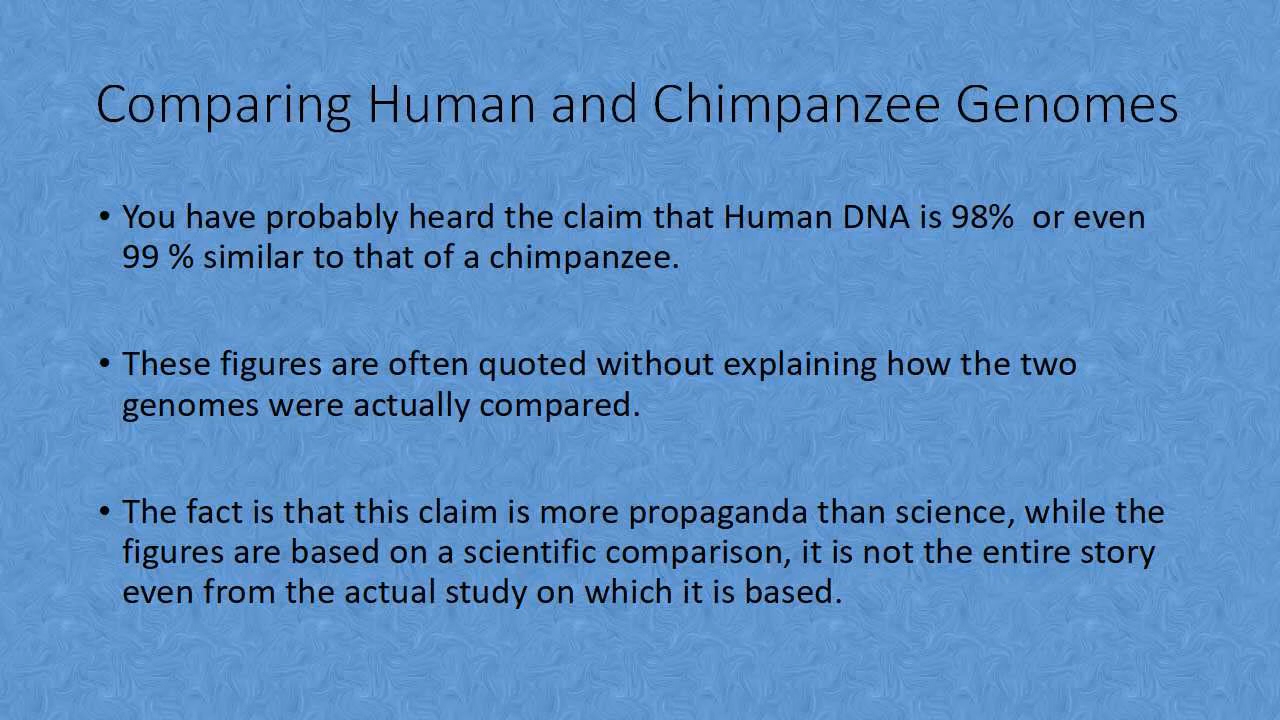 Comparing Human and Chimpanzee Genomes
• You have probably heard the claim that Human DNA is 98%  or even
99 % similar to that of a chimpanzee.
• These figures are often quoted without explaining how the two
genomes were actually compared.
• The fact is that this claim is more propaganda than science, while the
figures are based on a scientific comparison, it is not the entire story
even from the actual study on which it is based.